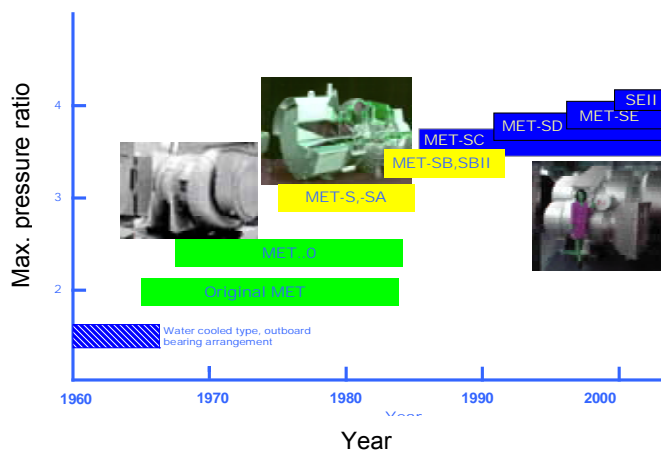 Max. pressure ratio
4
3
2
SEII
MET-SE
MET-SD
MET-SC
MET-SB,SBII
MET-S,-SA
MET..0
Original MET
Water cooled type, outboard
bearing arrangement
1960
1970
1980
1990
2000
Year
Year